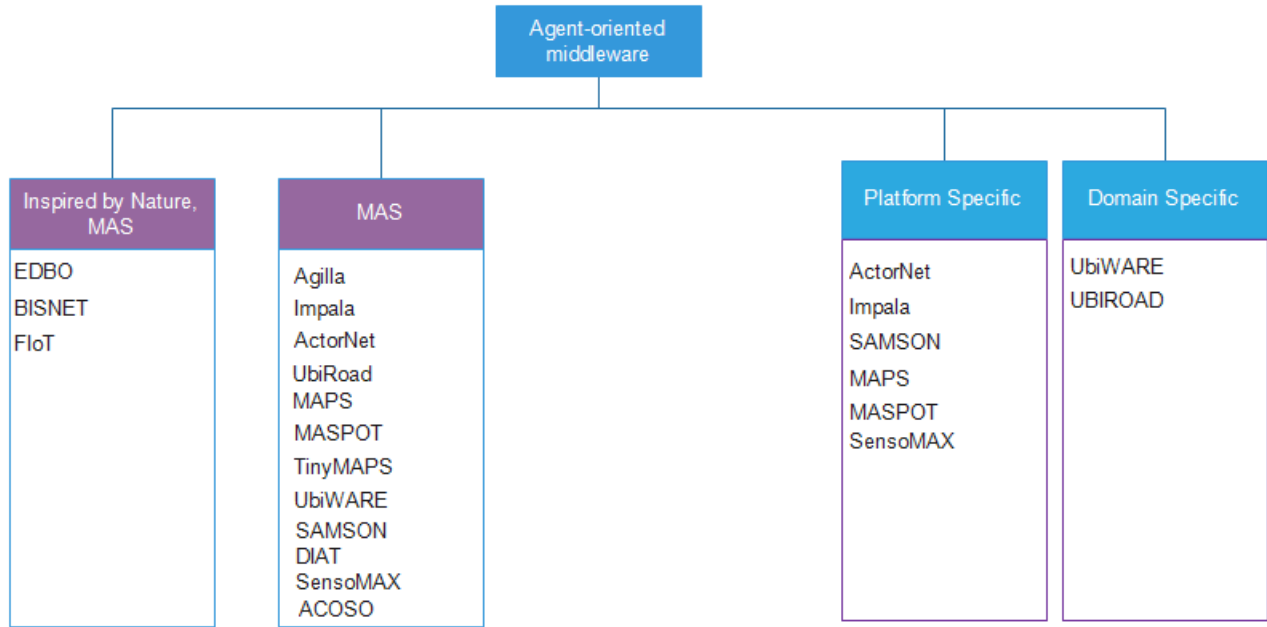 Agent-oriented
middleware
Inspired by Nature,
MAS
EDBO
BISNET
FIoT
MAS
Agilla
Impala
ActorNet
UbiRoad
MAPS
MASPOT
TinyMAPS
UbiWARE
SAMSON
DIAT
SensoMAX
ACOSO
Platform Specific
ActorNet
Impala
SAMSON
MAPS
MASPOT
SensoMAX
Domain Specific
UbiWARE
UBIROAD